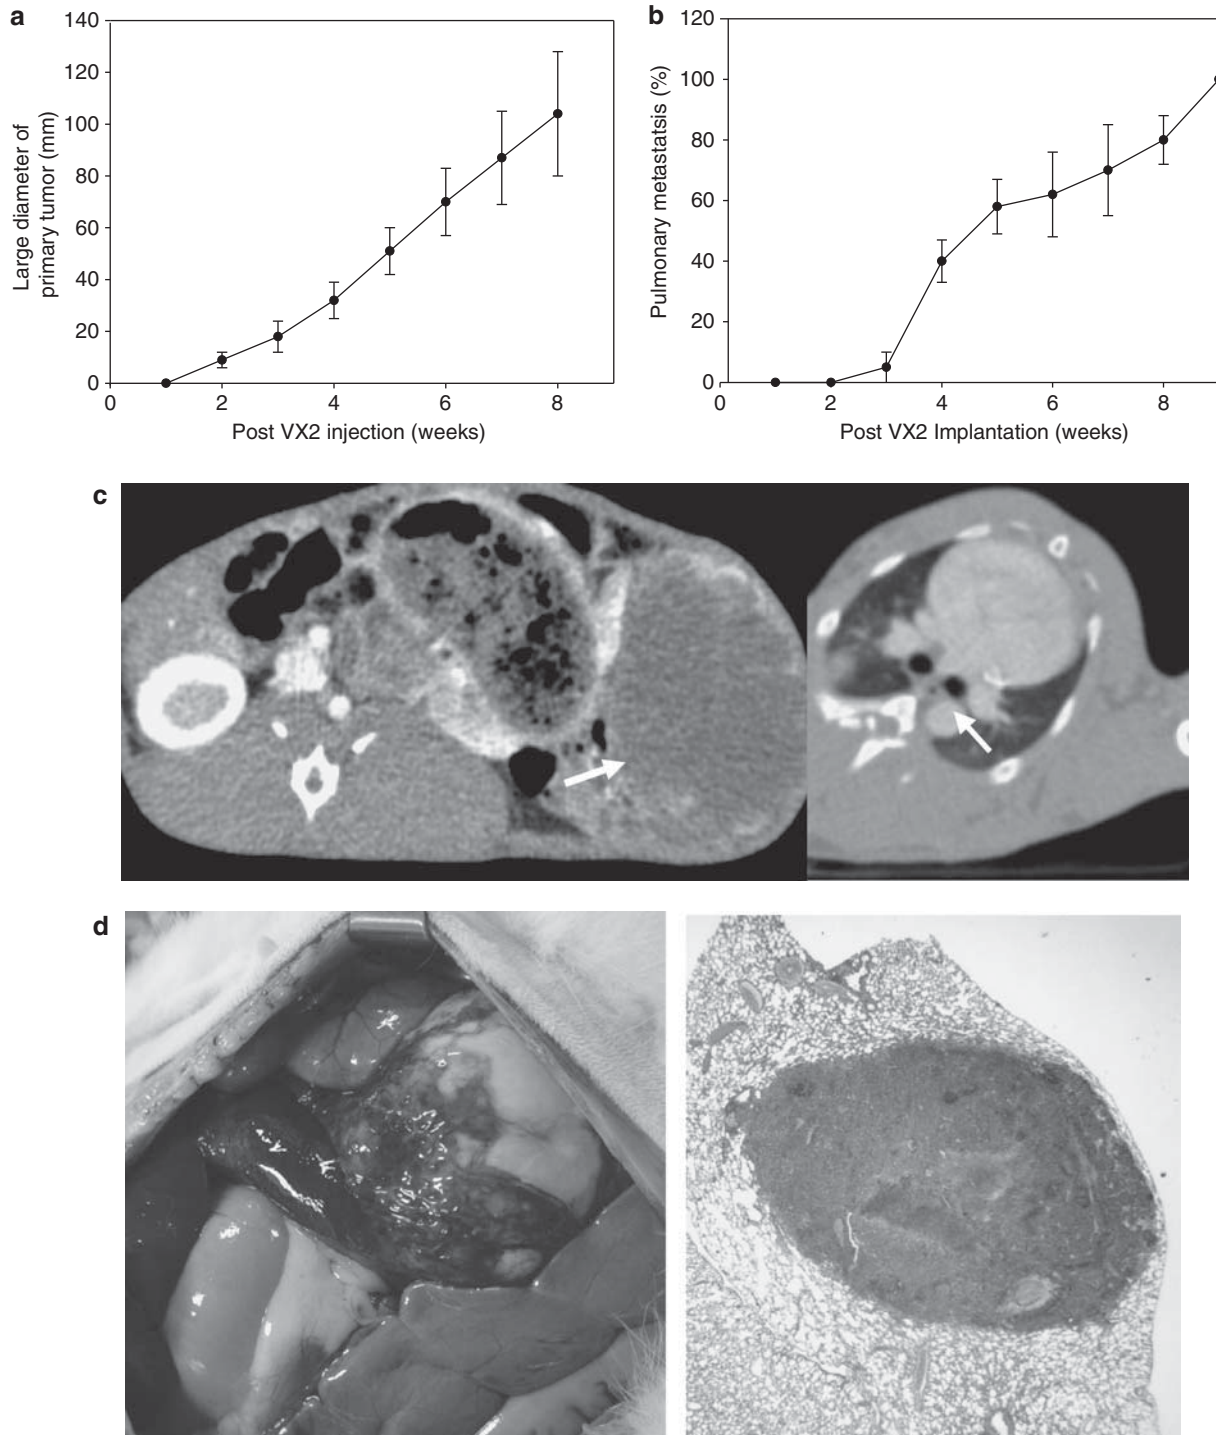 a
140
120
100
80
60
40
20
0
0 2 4 6 8
Large diameter of
primary tumor (mm)
Post VX2 injection (weeks)
b
120
100
80
60
40
20
0
0 2 4 6 8
Pulmonary metastatsis (%)
Post VX2 Implantation (weeks)
c
d